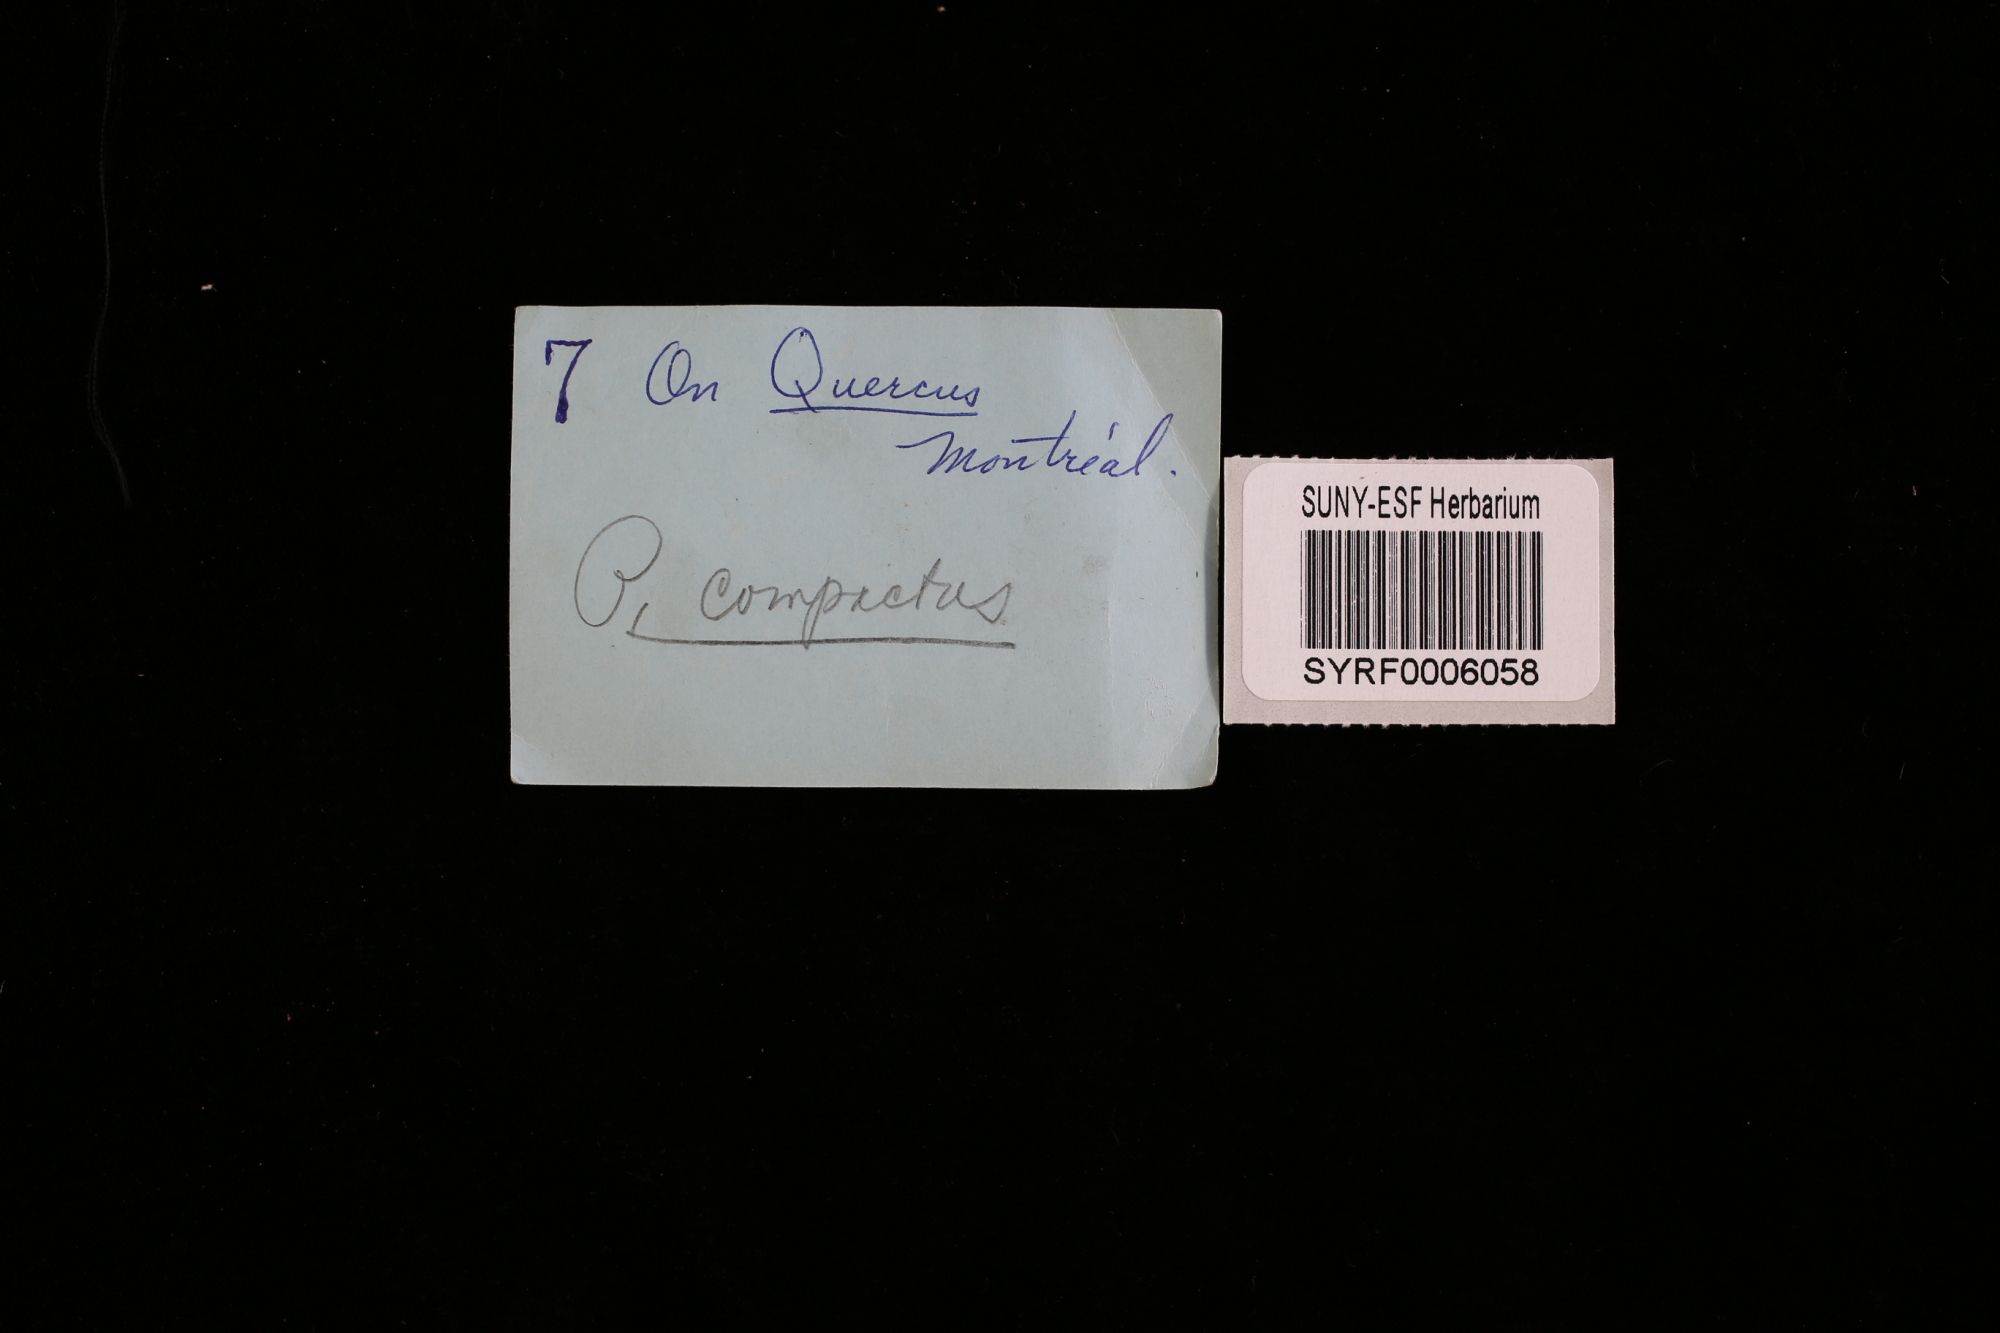 7 On Quercus
Montréal.
P. compactus
SUNY-ESF Herbarium
SYRF0006058